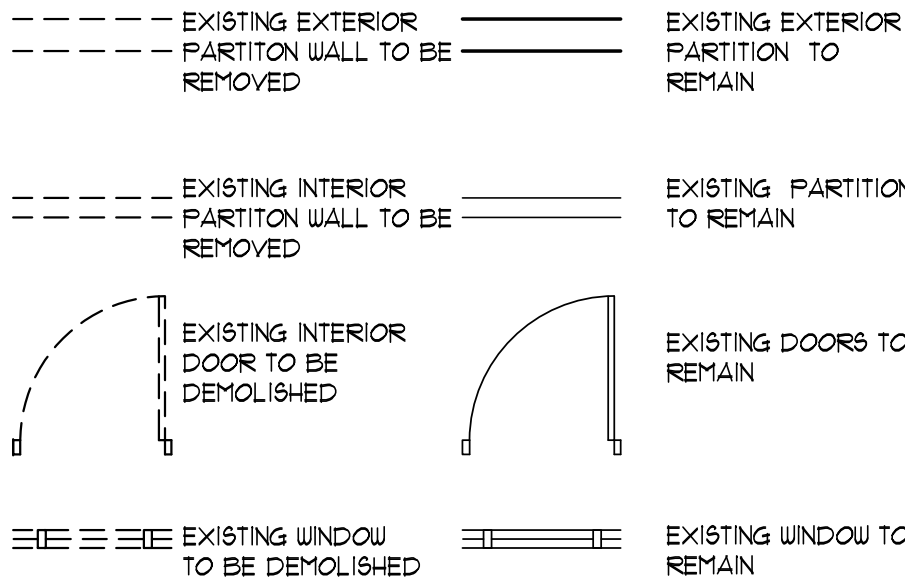 EXISTING EXTERIOR
PARTITON WALL TO BE
REMOVED
EXISTING EXTERIOR
PARTITION TO
REMAIN
EXISTING INTERIOR
PARTITON WALL TO BE
REMOVED
EXISTING PARTITION
TO REMAIN
EXISTING INTERIOR
DOOR TO BE
DEMOLISHED
EXISTING DOORS TO
REMAIN
EXISTING WINDOW
TO BE DEMOLISHED
EXISTING WINDOW TO
REMAIN